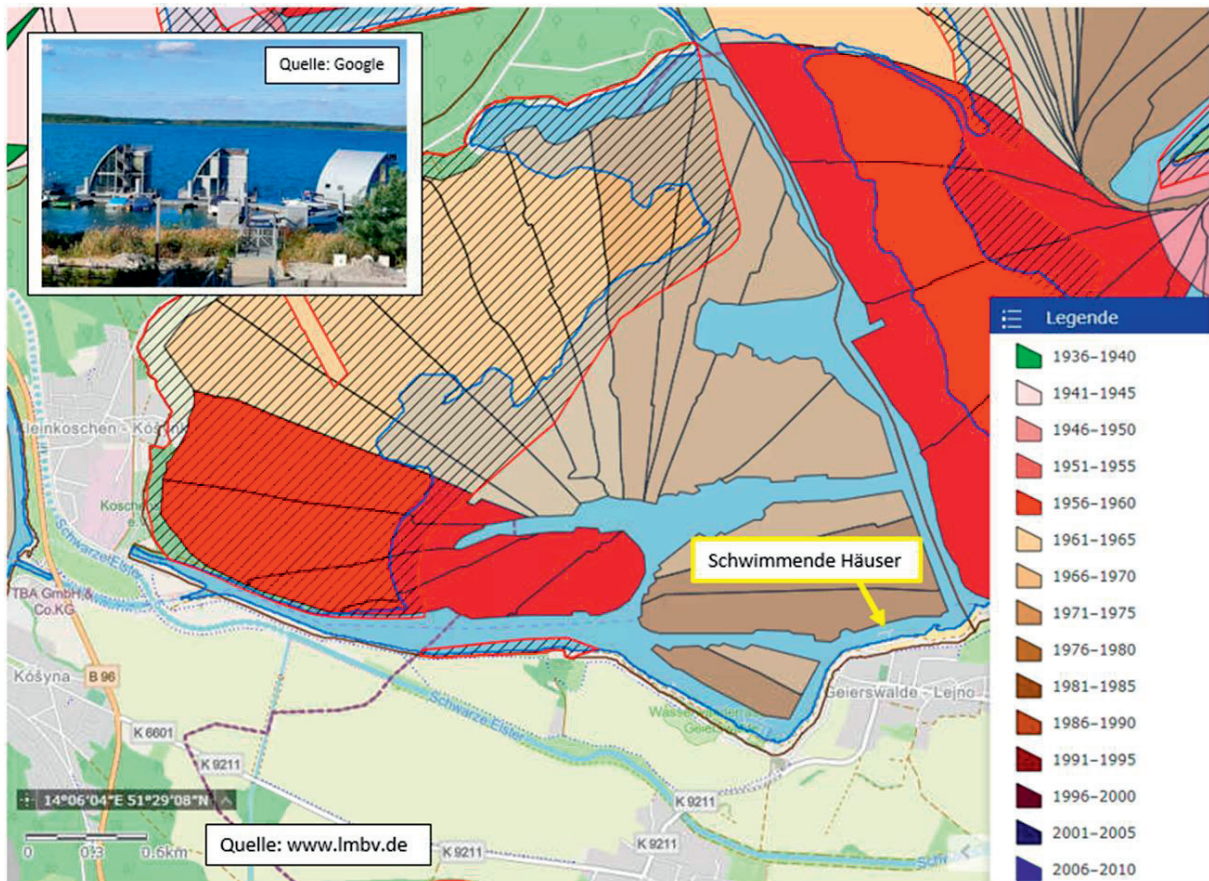 Quelle: Google
Legende
1936–1940
1941–1945
1946–1950
1951–1955
1956–1960
1961–1965
1966–1970
1971–1975
1976–1980
1981–1985
1986–1990
1991–1995
1996–2000
2001–2005
2006–2010
Kleinkoschen -
Schwarze Elster
TBA GmbH &
Co.KG
Schwimmende Häuser
Kóšyna
B 96
Schwarze Elster
Geierswalde - Lejno
K 6601
K 9211
K 9211
K 9211
K 9211
14°06'04"E 51°29'08"N
0 0.3 0.6km
Quelle: www.lmbv.de